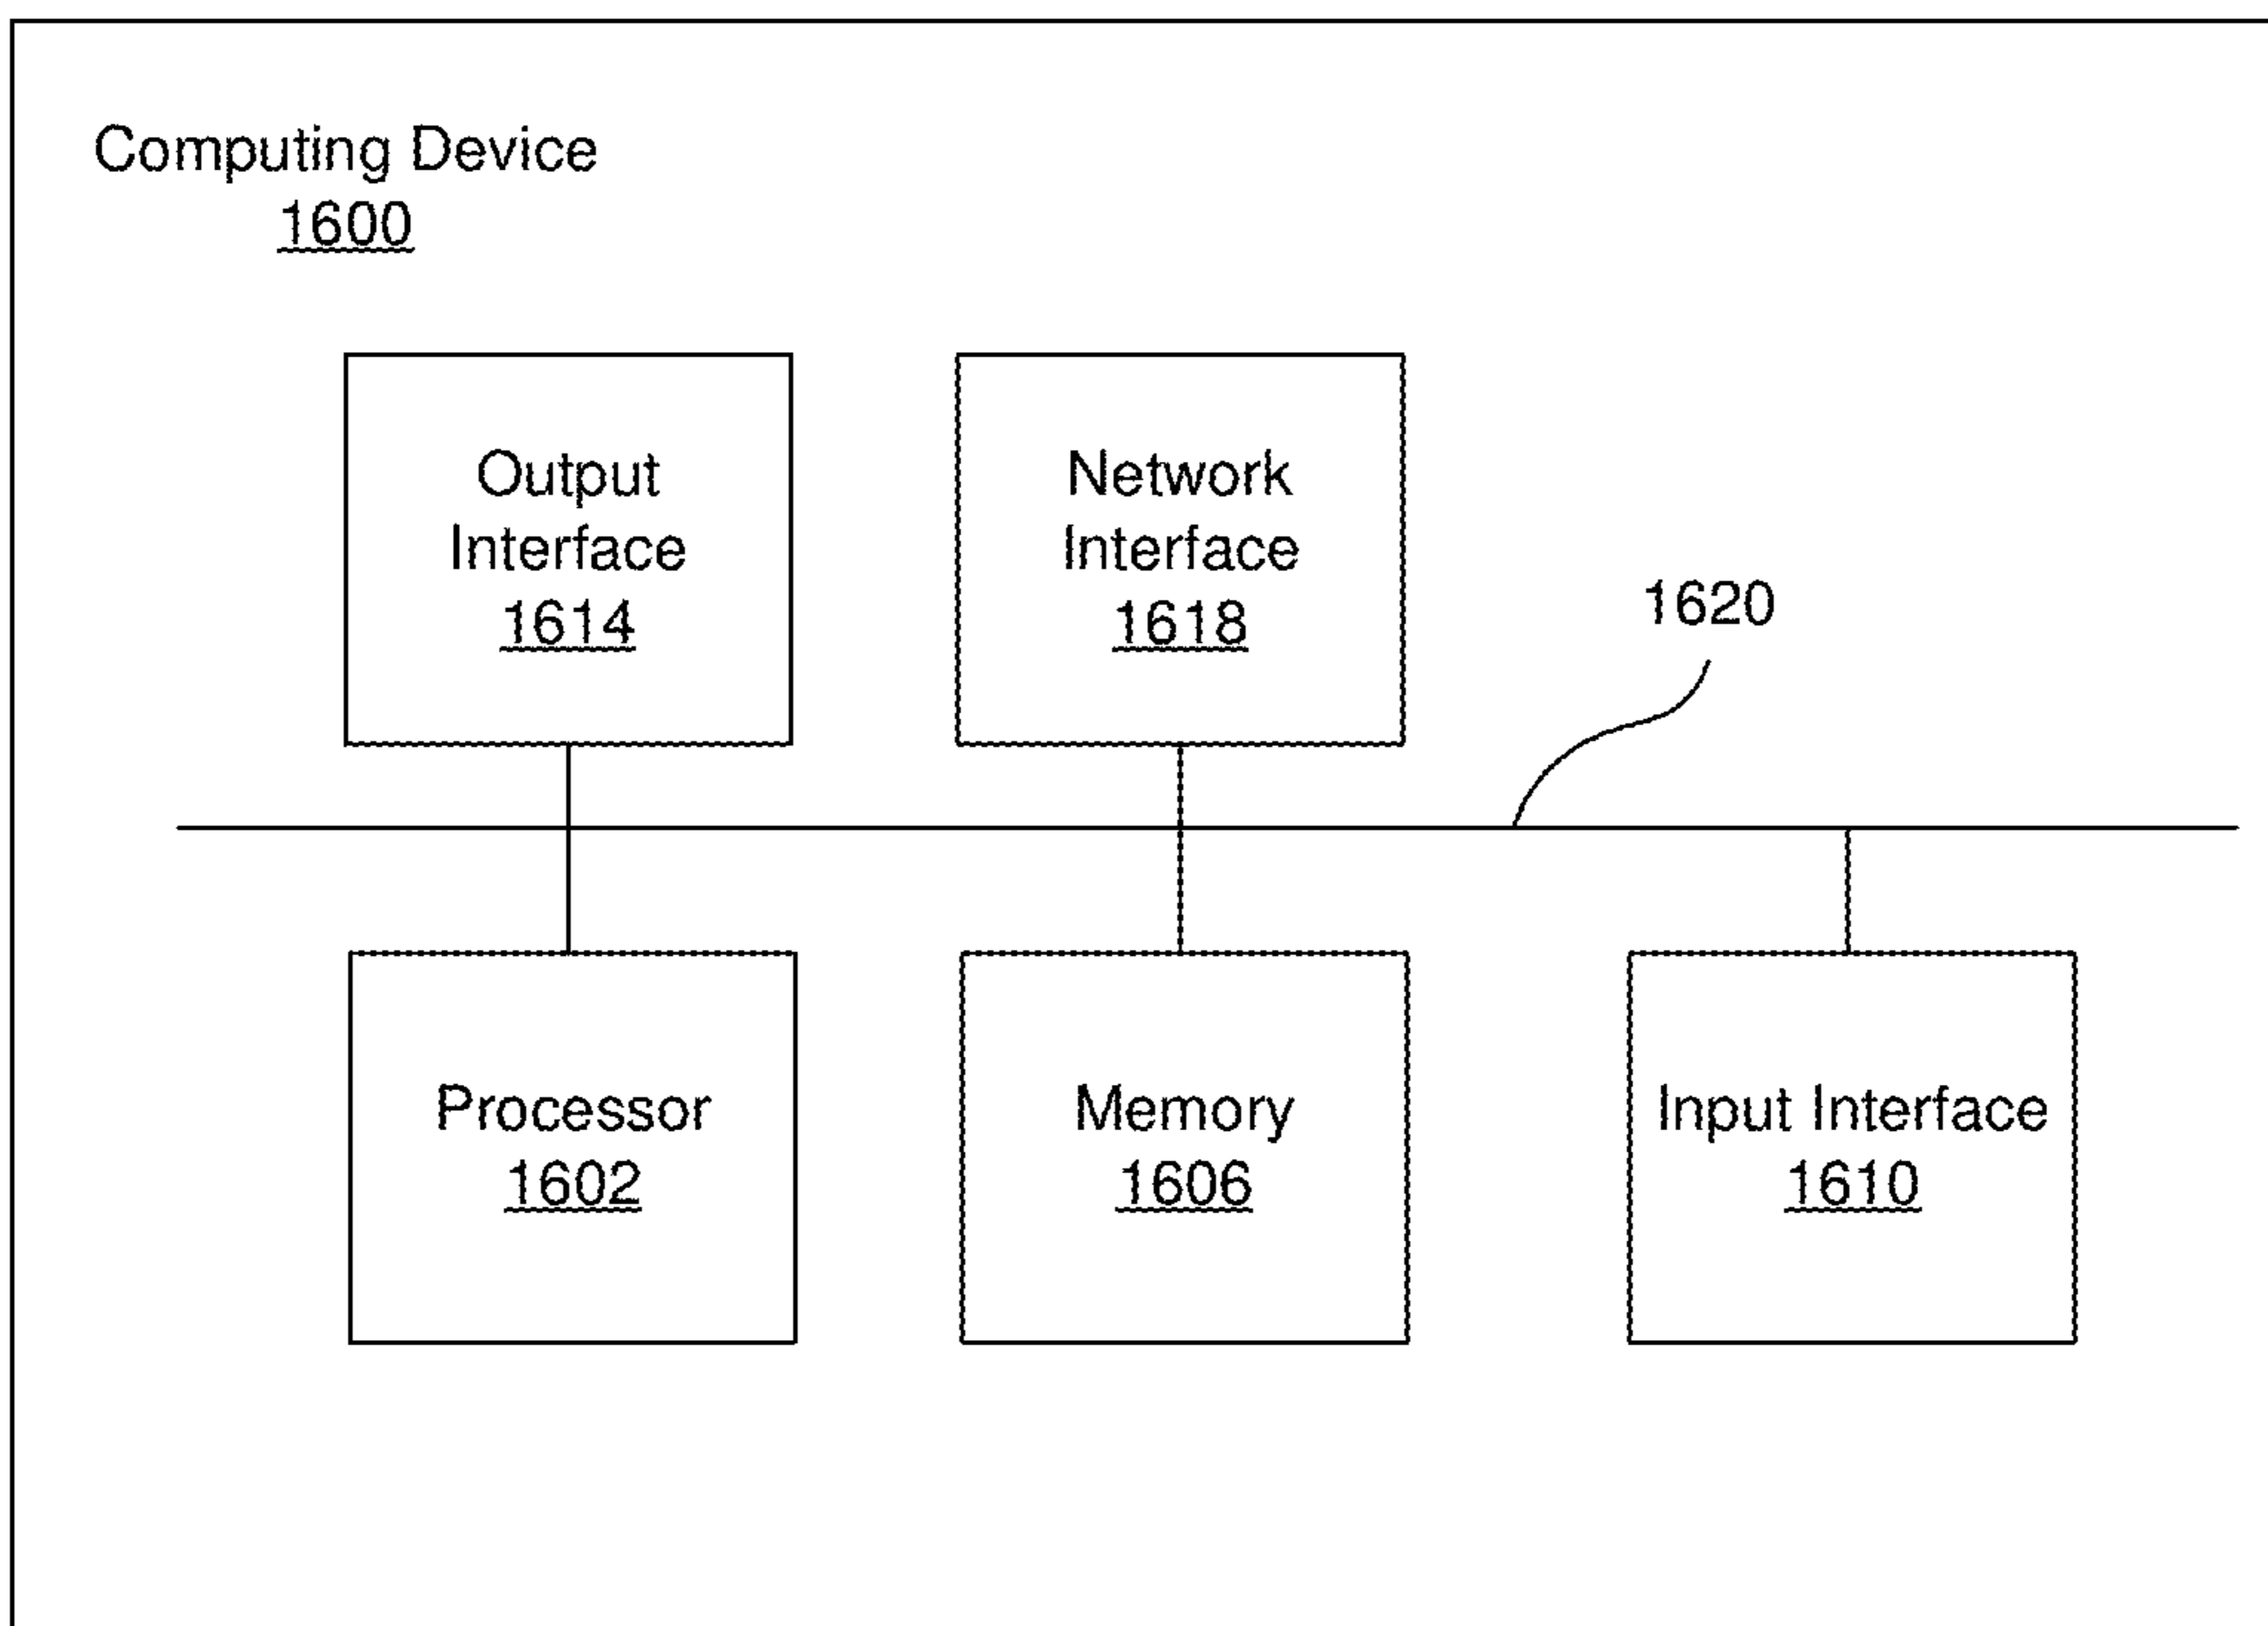 Computing Device
1600
Output
Interface
1614
Network
Interface
1618
1620
Processor
1602
Memory
1606
Input Interface
1610